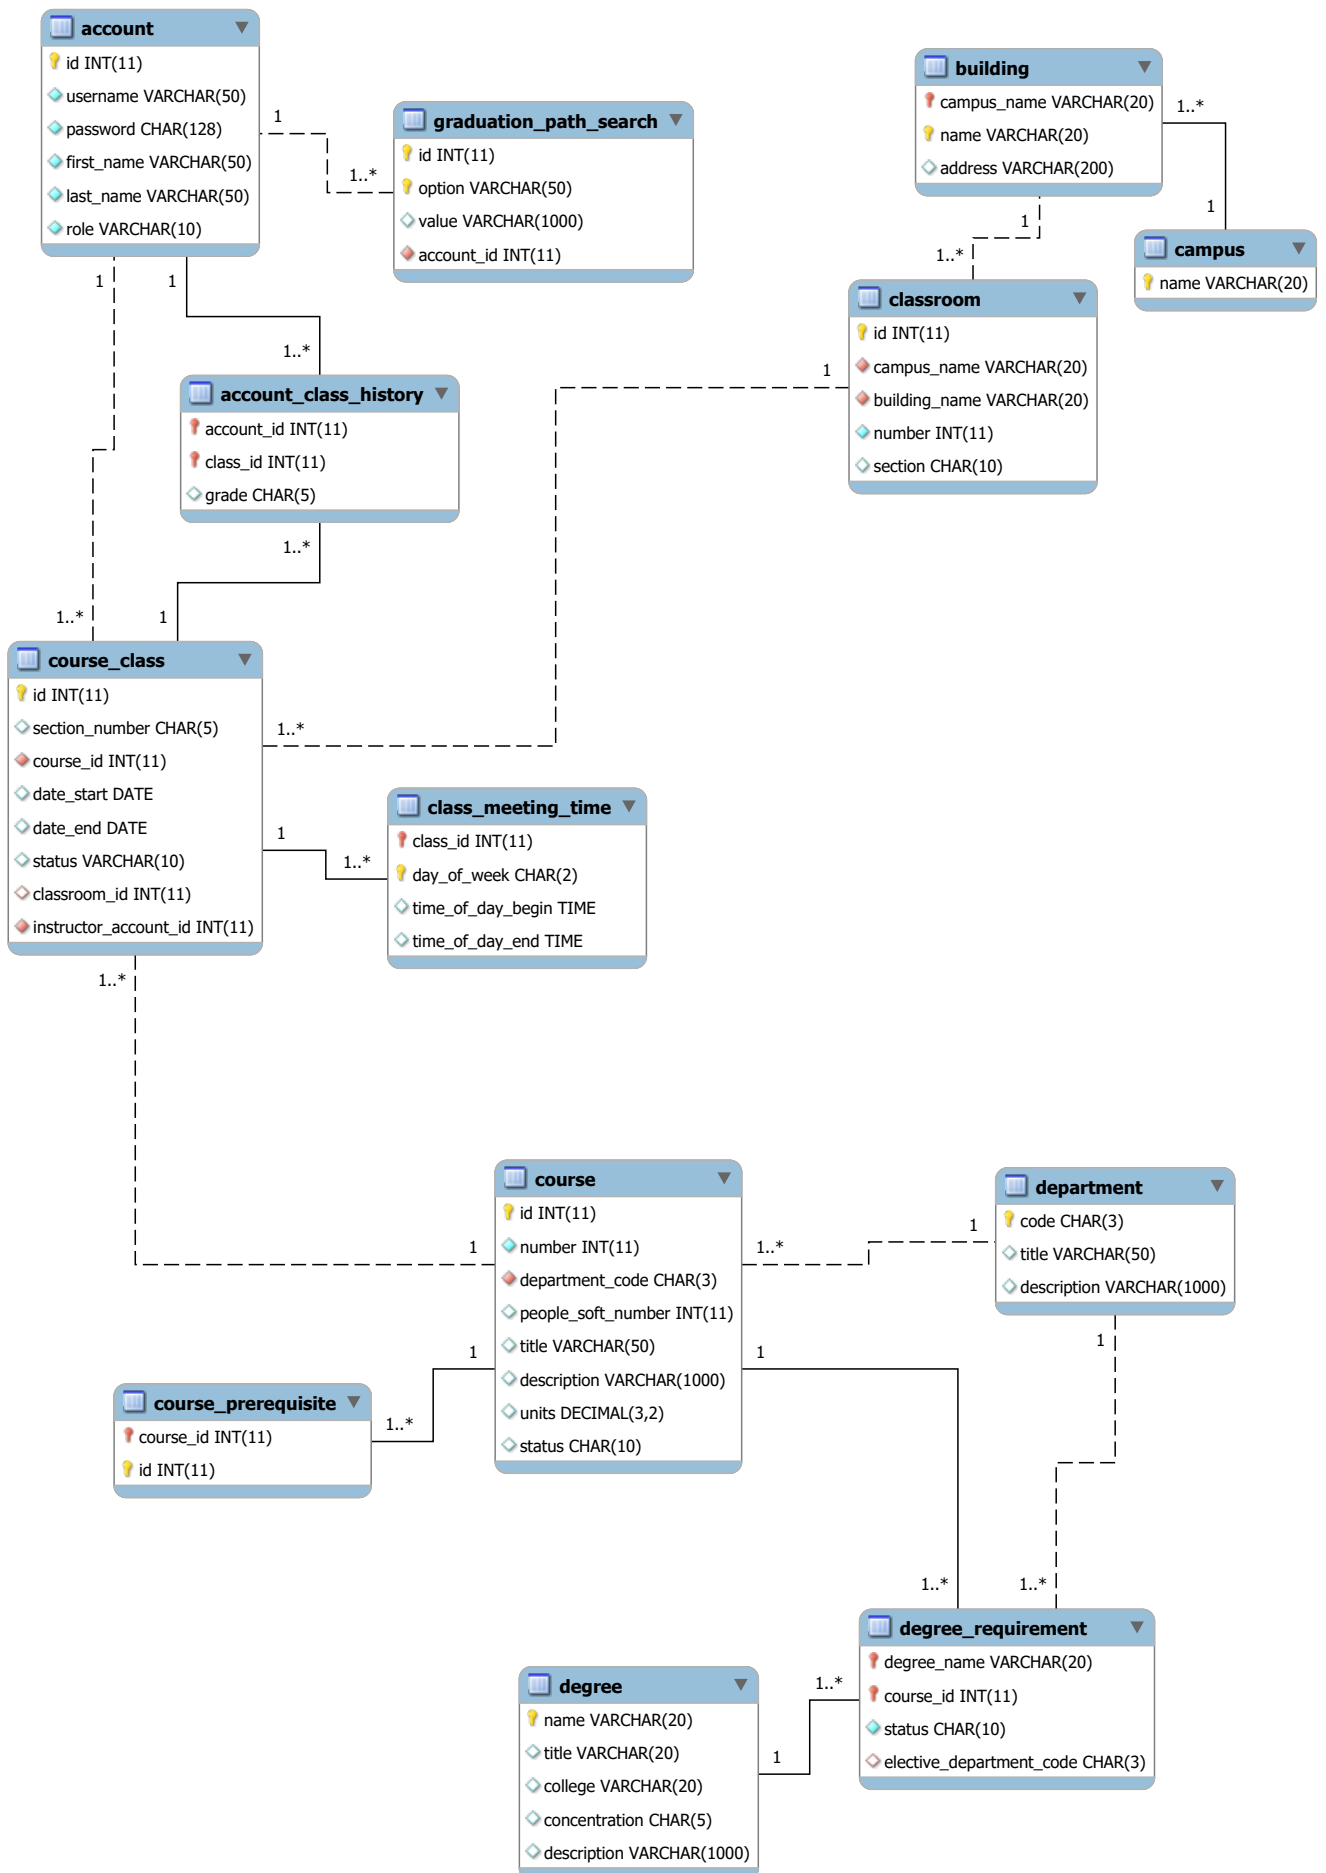 account
id INT(11)
username VARCHAR(50)
password CHAR(128)
first_name VARCHAR(50)
last_name VARCHAR(50)
role VARCHAR(10)
1
1..*
graduation_path_search
id INT(11)
option VARCHAR(50)
value VARCHAR(1000)
account_id INT(11)
building
campus_name VARCHAR(20)
name VARCHAR(20)
address VARCHAR(200)
1..*
1
campus
name VARCHAR(20)
1
1..*
classroom
id INT(11)
campus_name VARCHAR(20)
building_name VARCHAR(20)
number INT(11)
section CHAR(10)
1
1
1
1..*
account_class_history
account_id INT(11)
class_id INT(11)
grade CHAR(5)
1..*
1..*
1
course_class
id INT(11)
section_number CHAR(5)
course_id INT(11)
date_start DATE
date_end DATE
status VARCHAR(10)
classroom_id INT(11)
instructor_account_id INT(11)
1..*
1
1..*
class_meeting_time
class_id INT(11)
day_of_week CHAR(2)
time_of_day_begin TIME
time_of_day_end TIME
1..*
1
course
id INT(11)
number INT(11)
department_code CHAR(3)
people_soft_number INT(11)
title VARCHAR(50)
description VARCHAR(1000)
units DECIMAL(3,2)
status CHAR(10)
1..*
1
department
code CHAR(3)
title VARCHAR(50)
description VARCHAR(1000)
1
1
1
1..*
course_prerequisite
course_id INT(11)
id INT(11)
1..*
1..*
degree_requirement
degree_name VARCHAR(20)
course_id INT(11)
status CHAR(10)
elective_department_code CHAR(3)
1..*
1
degree
name VARCHAR(20)
title VARCHAR(20)
college VARCHAR(20)
concentration CHAR(5)
description VARCHAR(1000)